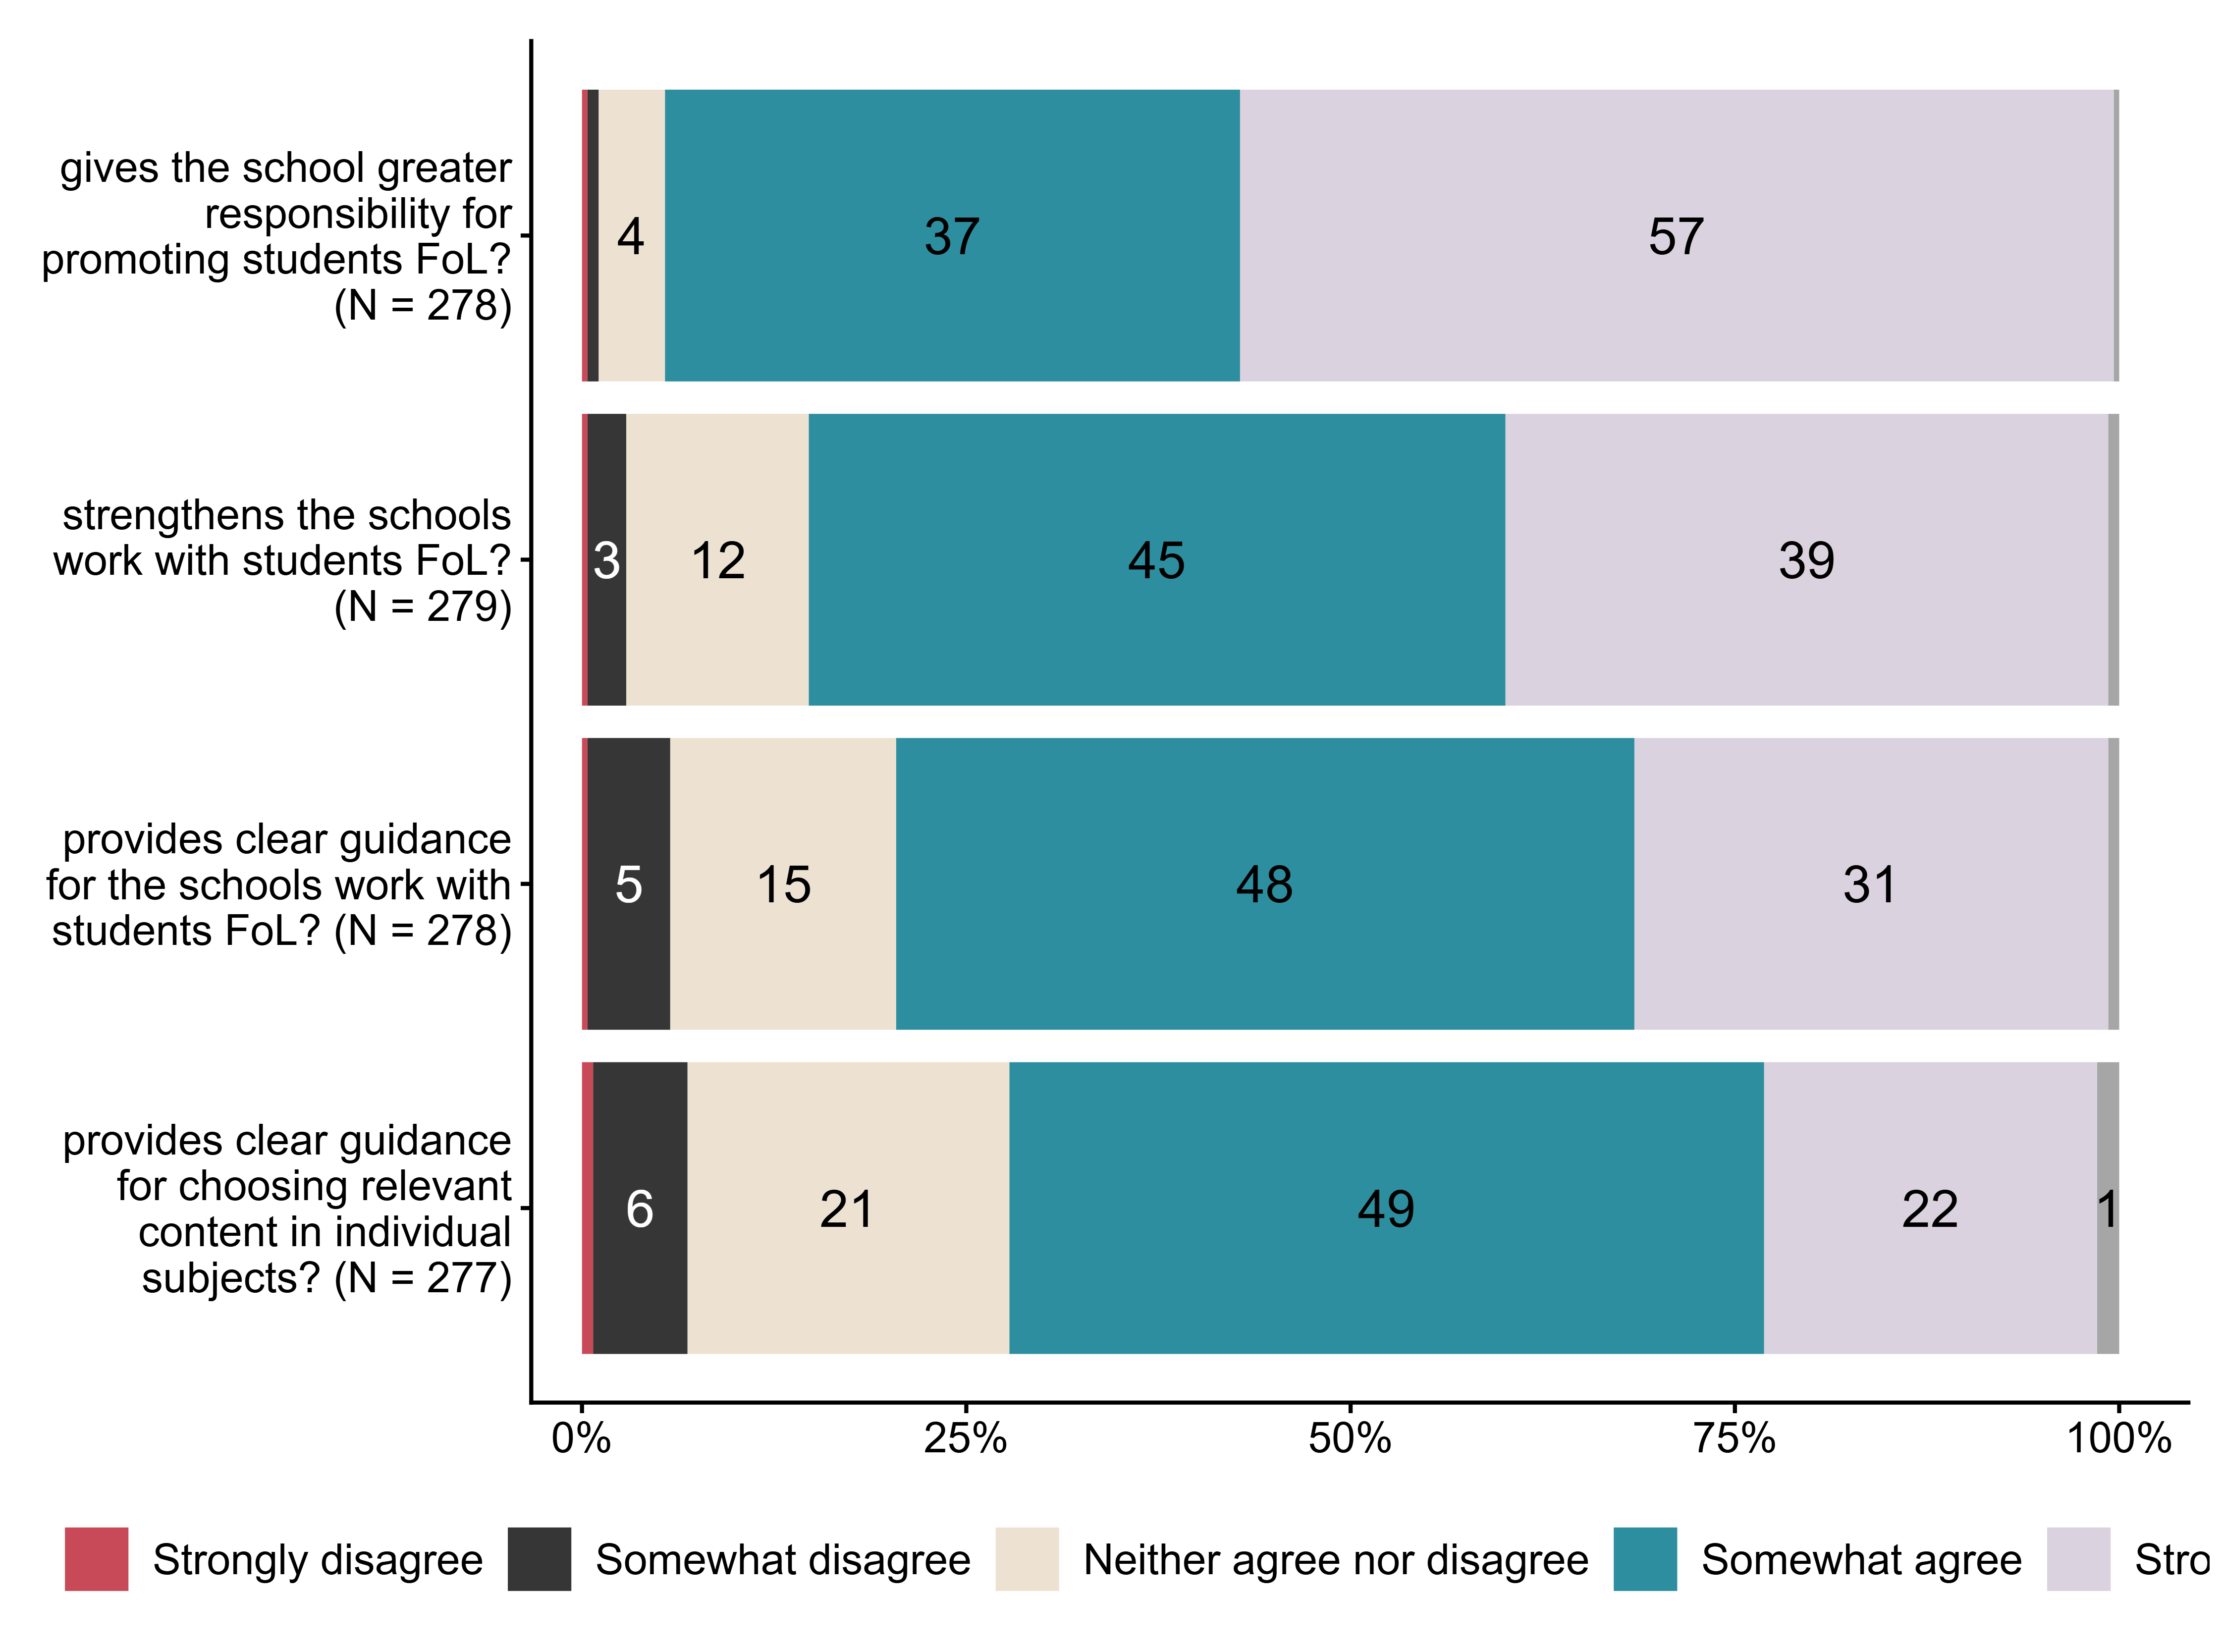 gives the school greater
responsibility for
promoting students FoL?
(N = 278)
4 37 57
strengthens the schools
work with students FoL?
(N = 279)
3 12 45 39
provides clear guidance
for the schools work with
students FoL? (N = 278)
5 15 48 31
provides clear guidance
for choosing relevant
content in individual
subjects? (N = 277)
6 21 49 22 1
0% 25% 50% 75% 100%
Strongly disagree Somewhat disagree Neither agree nor disagree Somewhat agree Stro